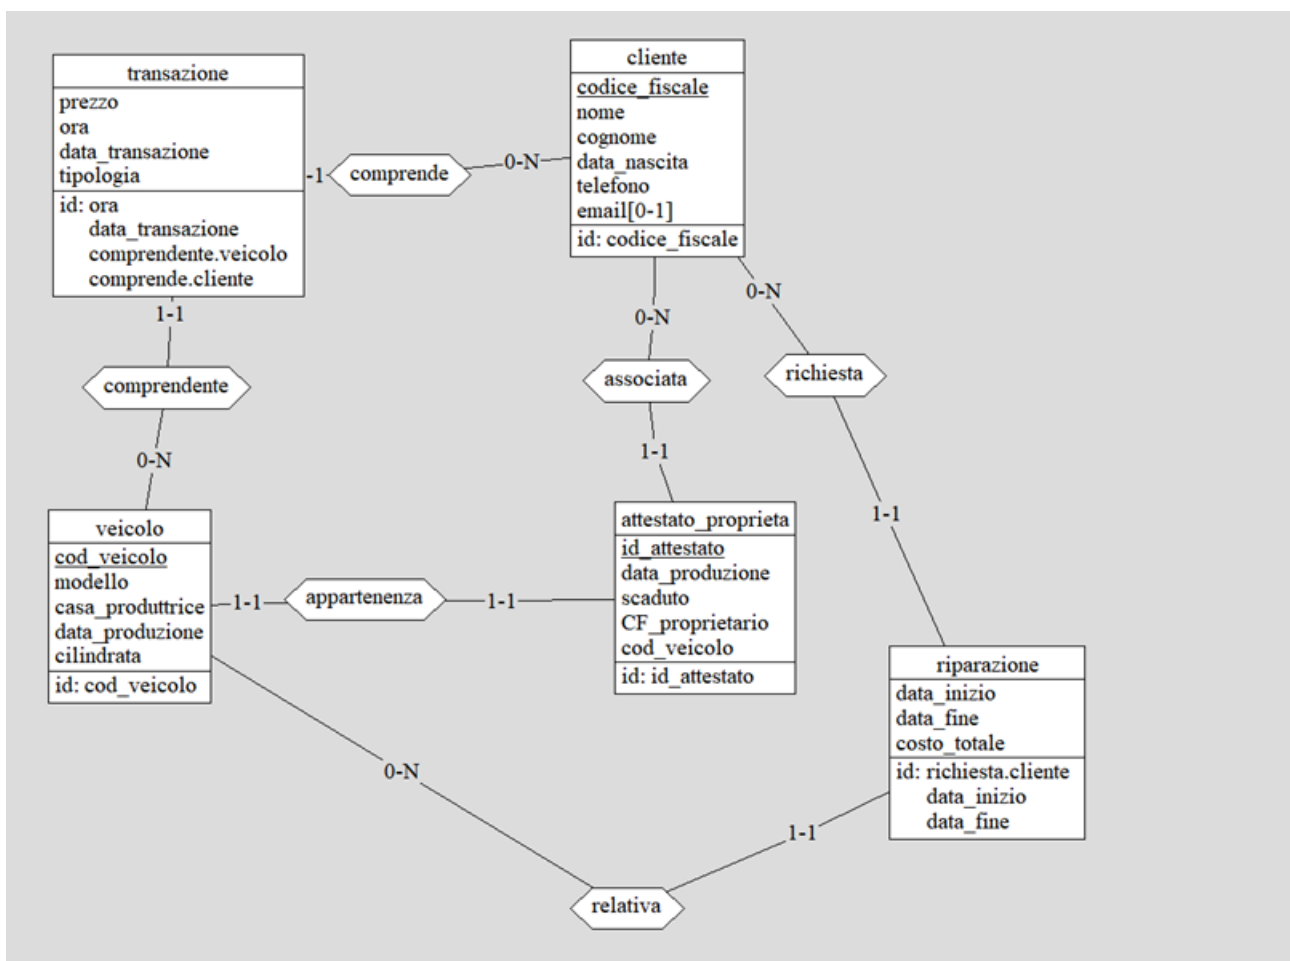 transazione
prezzo
ora
data_transazione
tipologia
id: ora
data_transazione
comprendente.veicolo
comprende.cliente
-1
comprende
0-N
cliente
codice_fiscale
nome
cognome
data_nascita
telefono
email[0-1]
id: codice_fiscale
1-1
comprendente
0-N
0-N
associata
1-1
0-N
richiesta
1-1
veicolo
cod_veicolo
modello
casa_produttrice
data_produzione
cilindrata
id: cod_veicolo
1-1
appartenenza
1-1
attestato_proprieta
id_attestato
data_produzione
scaduto
CF_proprietario
cod_veicolo
id: id_attestato
riparazione
data_inizio
data_fine
costo_totale
id: richiesta.cliente
data_inizio
data_fine
0-N
1-1
relativa